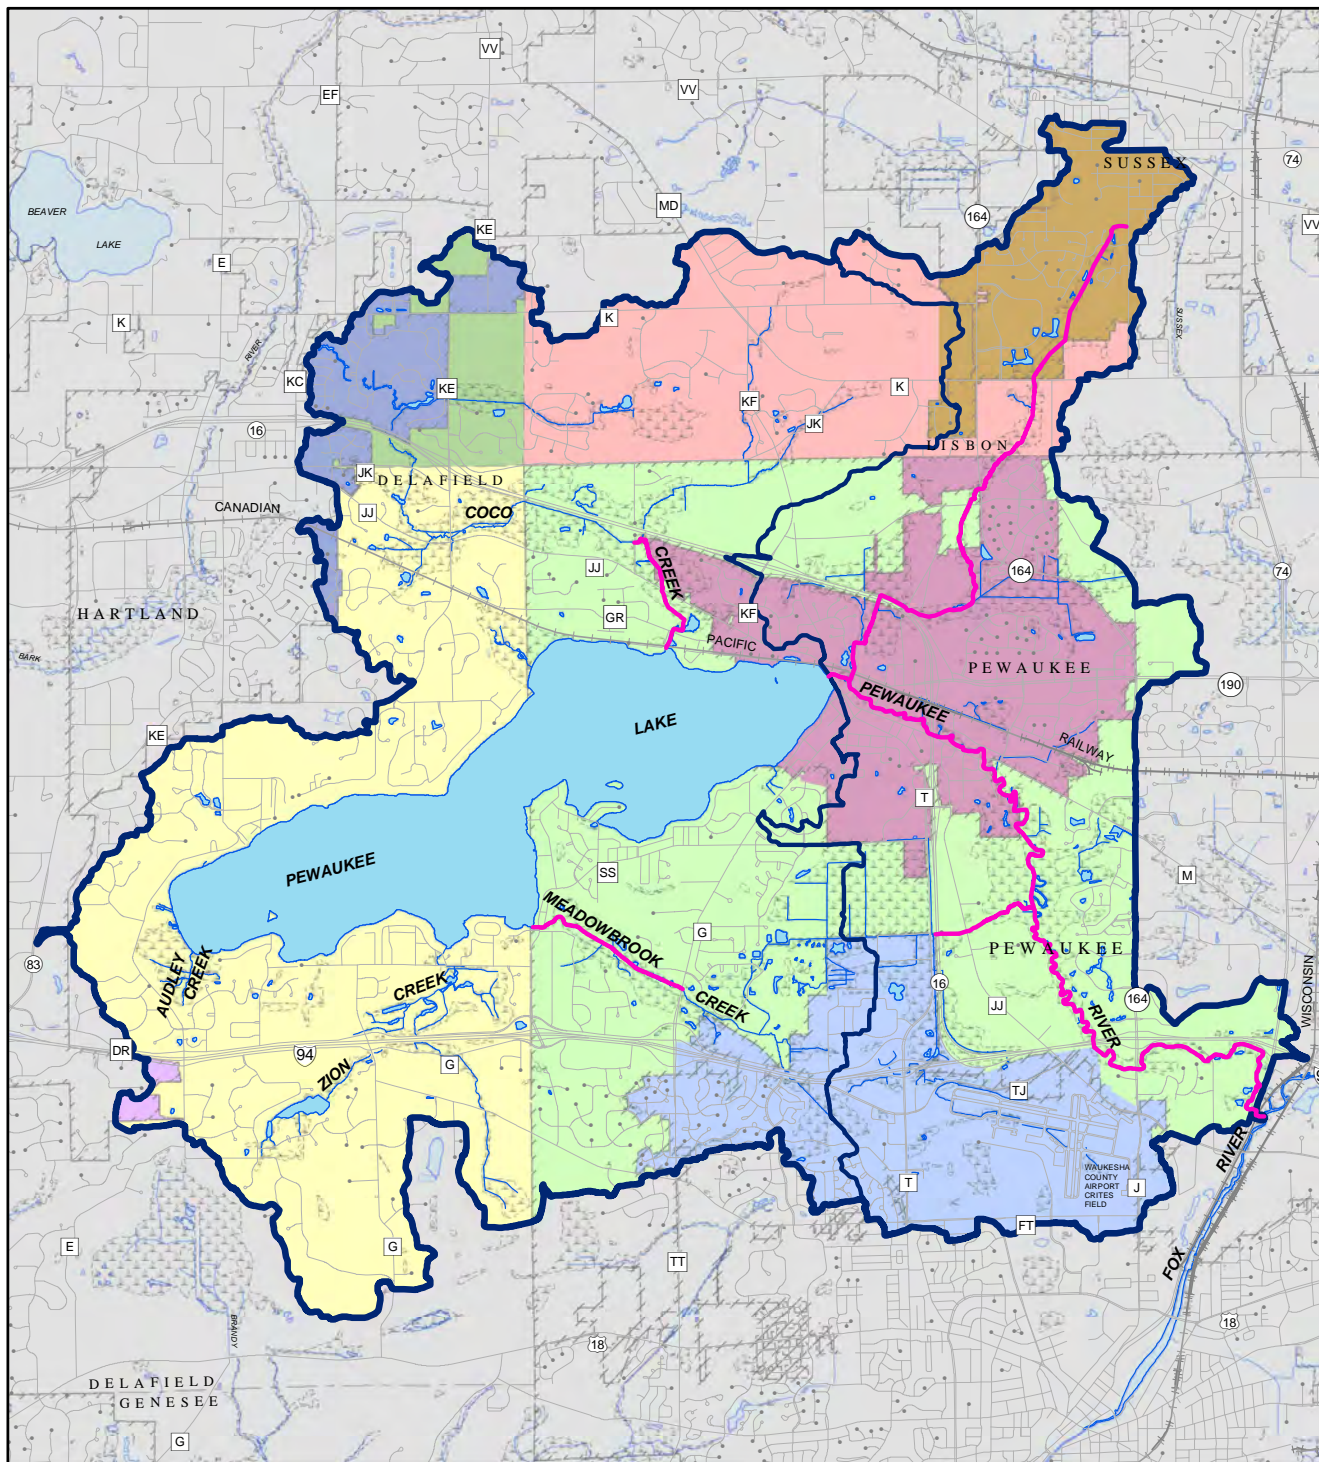 VV
EF
VV
SUSSEX
74
BEAVER
LAKE
MD
164
VV
KE
E
K
K
SUSSEX
RIVER
KC
KE
K
KF
JK
16
LISBON
JK
DELAFIELD
CANADIAN
JJ
COCO
CREEK
JJ
164
74
HARTLAND
GR
KF
PACIFIC
BARK
PEWAUKEE
190
PEWAUKEE
LAKE
KE
RAILWAY
T
PEWAUKEE
SS
M
MEADOWBROOK
G
PEWAUKEE
83
AUDLEY
CREEK
CREEK
CREEK
16
JJ
164
WISCONSIN
RIVER
DR
94
ZION
G
TJ
RIVER
WAUKESHA
COUNTY
AIRPORT
CRITES
FIELD
T
J
FT
E
G
TT
FOX
BRANDY
18
18
DELAFIELD
GENESEE
G